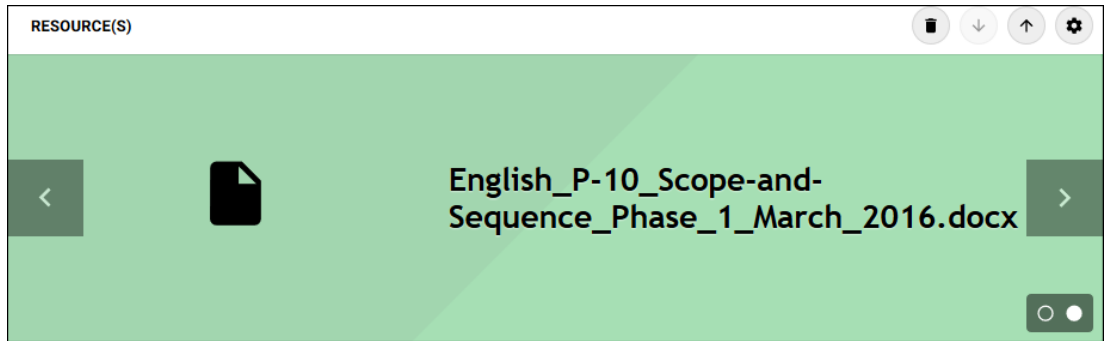 RESOURCE(S)
English_P-10_Scope-and-
Sequence_Phase_1_March_2016.docx